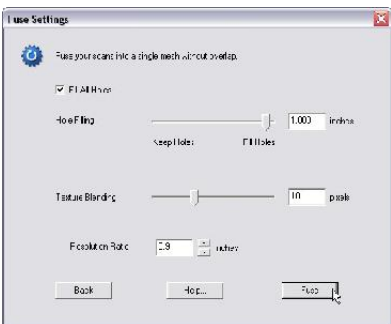 Fuse Settings
Fuse your scans into a single mesh without overlap.
Fill All Holes
Hole Filling 1.000 inches
Keep Holes Fill Holes
Texture Blending 10 pixels
Resolution Ratio 0.9 inches
Back Help... Fuse